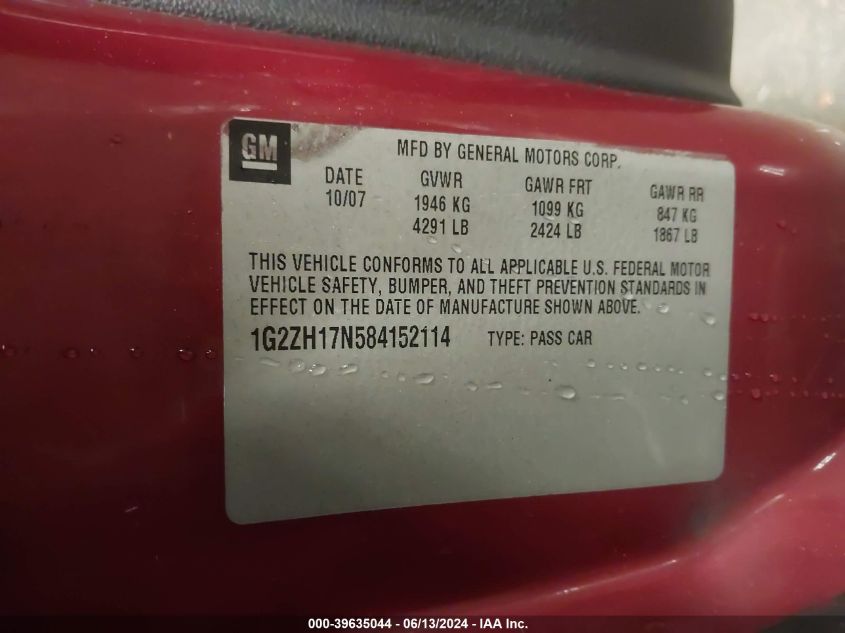 GM
MFD BY GENERAL MOTORS CORP.
DATE GVWR GAWR FRT GAWR RR
10/07 1946 KG 1099 KG 847 KG
4291 LB 2424 LB 1867 LB
THIS VEHICLE CONFORMS TO ALL APPLICABLE U.S. FEDERAL MOTOR
VEHICLE SAFETY, BUMPER, AND THEFT PREVENTION STANDARDS IN
EFFECT ON THE DATE OF MANUFACTURE SHOWN ABOVE.
1G2ZH17N584152114 TYPE: PASS CAR
000-39635044 / 06/13/2024 - IAA Inc.